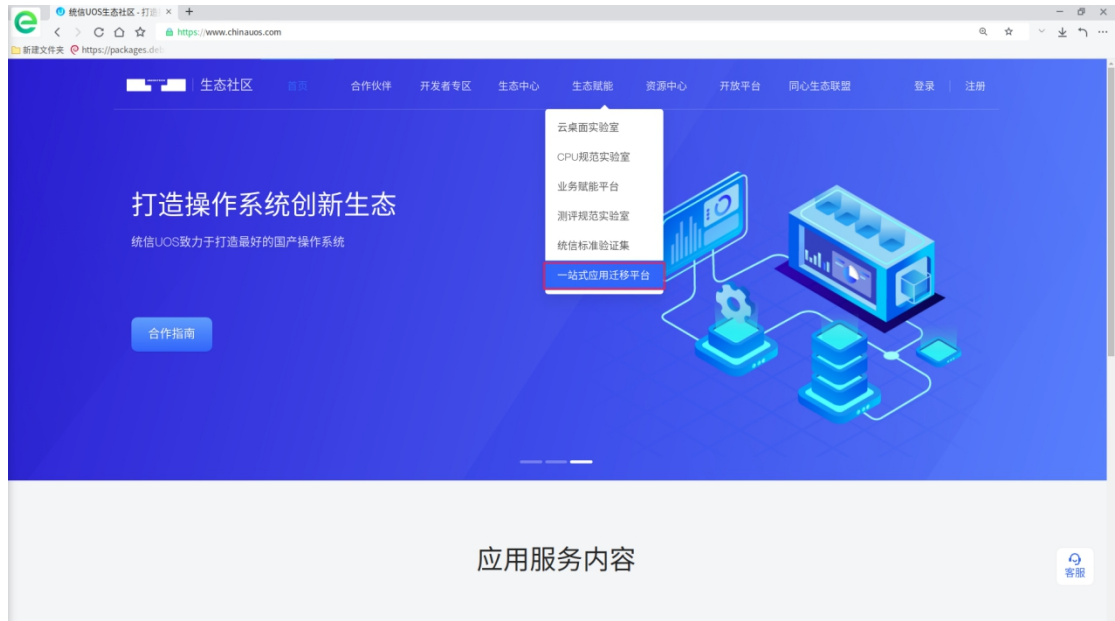 统信UOS生态社区 - 打造
https://www.chinauos.com
新建文件夹 https://packages.deb
生态社区 首页 合作伙伴 开发者专区 生态中心 生态赋能 资源中心 开放平台 同心生态联盟 登录 注册
云桌面实验室
CPU规范实验室
业务赋能平台
测评规范实验室
统信标准验证集
一站式应用迁移平台
打造操作系统创新生态
统信UOS致力于打造最好的国产操作系统
合作指南
应用服务内容
客服